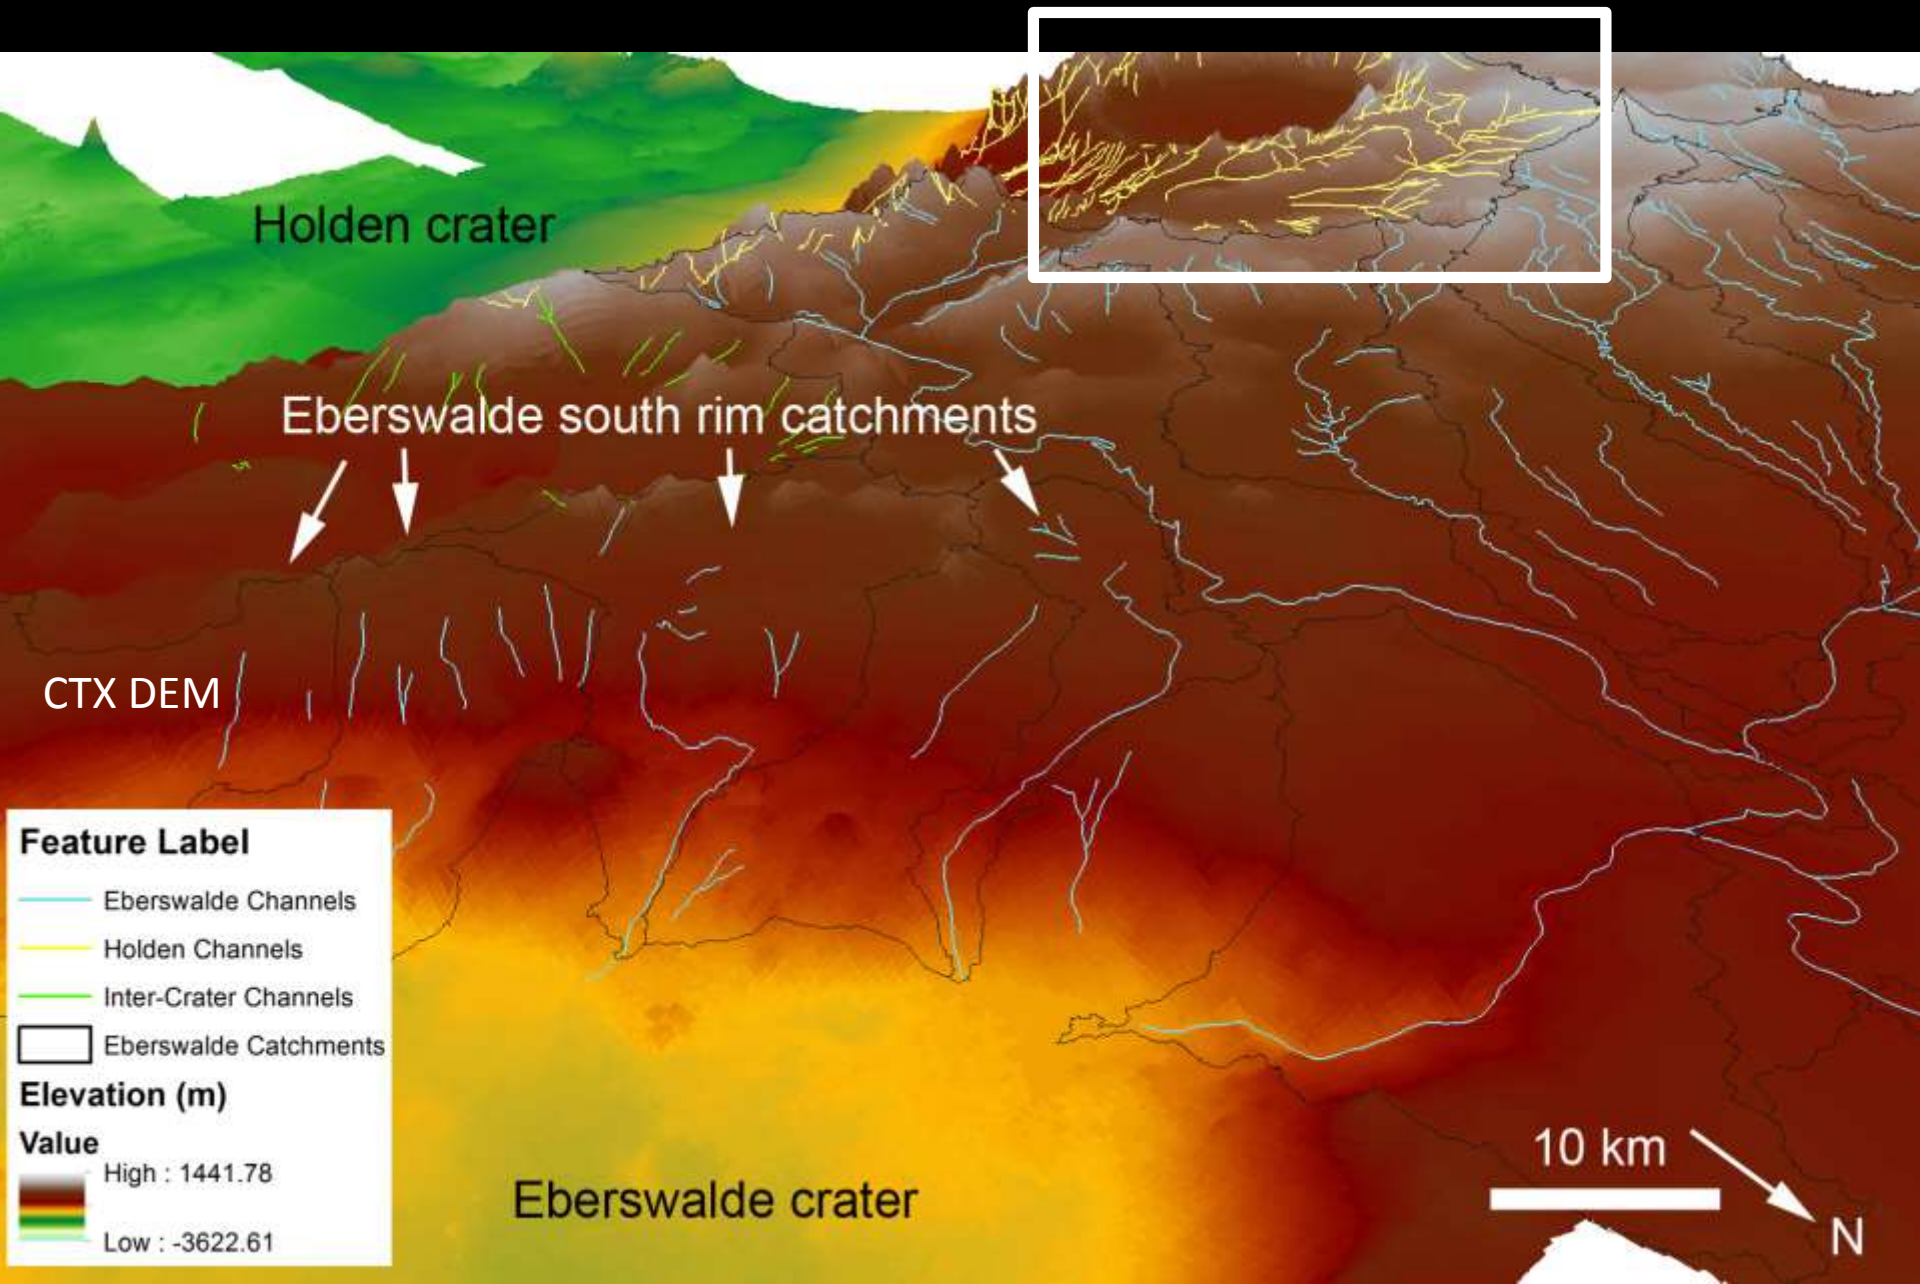 Holden crater
Eberswalde south rim catchments
CTX DEM
Feature Label
Eberswalde Channels
Holden Channels
Inter-Crater Channels
Eberswalde Catchments
Elevation (m)
Value
High : 1441.78
Low : -3622.61
Eberswalde crater
10 km
N